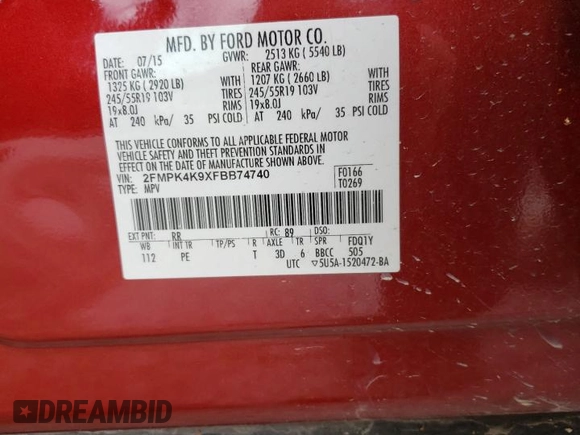 MFD. BY FORD MOTOR CO.
DATE: 07/15 GVWR: 2513 KG ( 5540 LB)
FRONT GAWR: REAR GAWR:
1325 KG ( 2920 LB) WITH 1207 KG ( 2660 LB) WITH
245/55R19 103V TIRES 245/55R19 103V TIRES
19x8.0J RIMS 19x8.0J RIMS
AT 240 kPa/ 35 PSI COLD AT 240 kPa/ 35 PSI COLD
THIS VEHICLE CONFORMS TO ALL APPLICABLE FEDERAL MOTOR
VEHICLE SAFETY AND THEFT PREVENTION STANDARDS IN
EFFECT ON THE DATE OF MANUFACTURE SHOWN ABOVE.
VIN: 2FMPK4K9XFBB74740 F0166
TYPE: MPV T0269
EXT PNT: RR RC: 89 DSO:
WB INT TR TP/PS R AXLE TR SPR FDQ1Y
112 PE T 3D 6 BBCC 505
UTC ▽5U5A-1520472-BA
DREAMBID